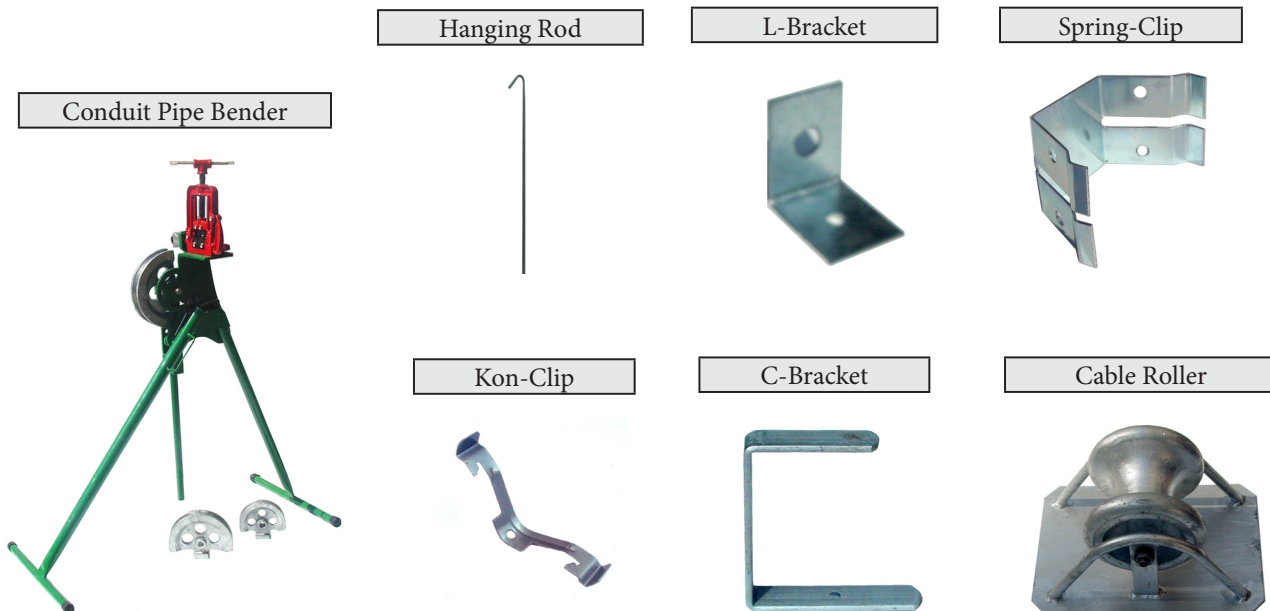 Hanging Rod
L-Bracket
Spring-Clip
Conduit Pipe Bender
Kon-Clip
C-Bracket
Cable Roller